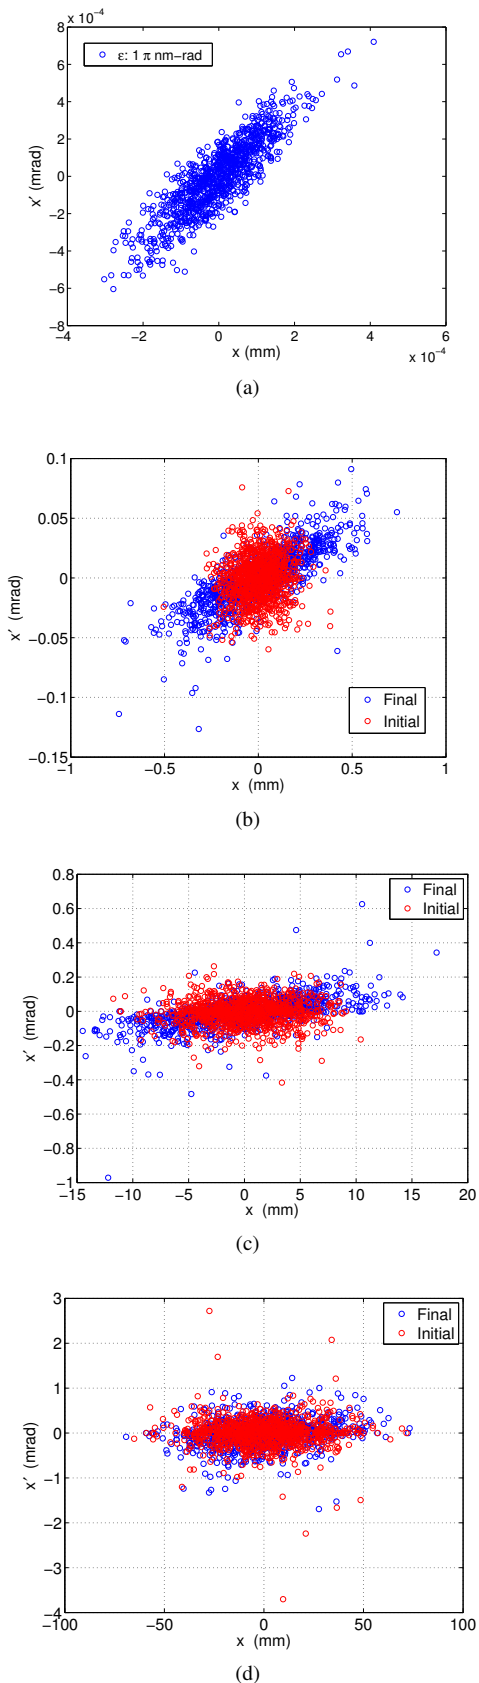 x 10⁻⁴
8
6
4
2
0
−2
−4
−6
−8
x′ (mrad)
ε: 1 π nm−rad
−4 −2 0 2 4 6
x (mm)
x 10⁻⁴
(a)
0.1
0.05
0
−0.05
−0.1
−0.15
x′ (mrad)
Final
Initial
−1 −0.5 0 0.5 1
x (mm)
(b)
0.8
0.6
0.4
0.2
0
−0.2
−0.4
−0.6
−0.8
−1
x′ (mrad)
Final
Initial
−15 −10 −5 0 5 10 15 20
x (mm)
(c)
3
2
1
0
−1
−2
−3
−4
x′ (mrad)
Final
Initial
−100 −50 0 50 100
x (mm)
(d)